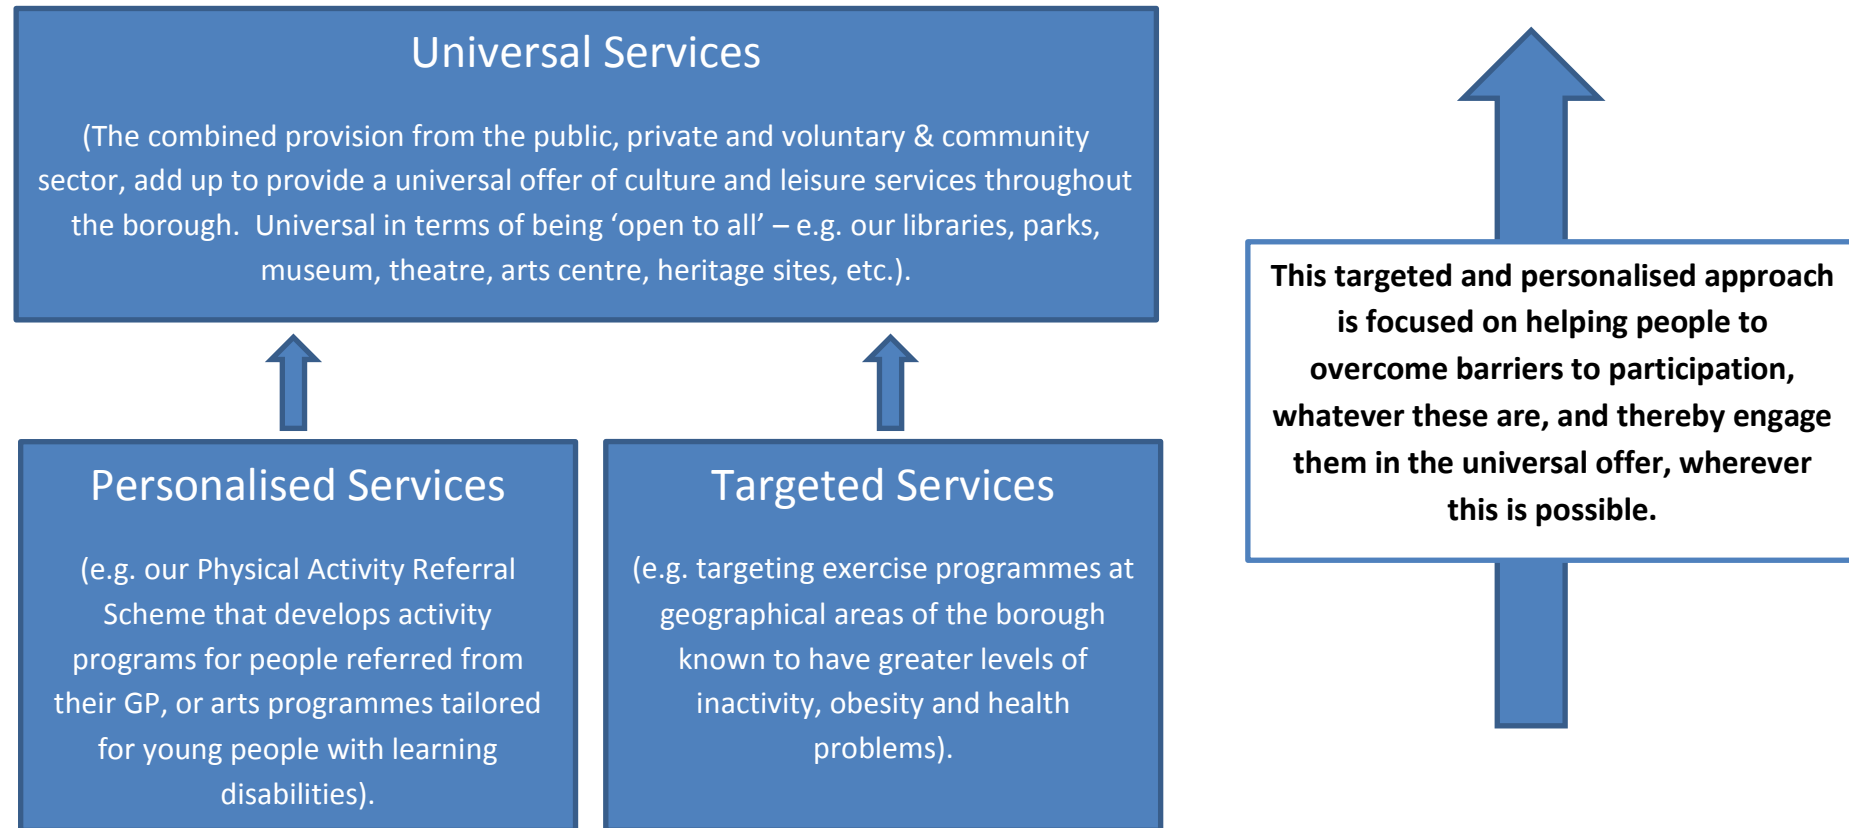 Universal Services
(The combined provision from the public, private and voluntary & community
sector, add up to provide a universal offer of culture and leisure services throughout
the borough.  Universal in terms of being ‘open to all’ – e.g. our libraries, parks,
museum, theatre, arts centre, heritage sites, etc.).
Personalised Services
(e.g. our Physical Activity Referral
Scheme that develops activity
programs for people referred from
their GP, or arts programmes tailored
for young people with learning
disabilities).
Targeted Services
(e.g. targeting exercise programmes at
geographical areas of the borough
known to have greater levels of
inactivity, obesity and health
problems).
This targeted and personalised approach
is focused on helping people to
overcome barriers to participation,
whatever these are, and thereby engage
them in the universal offer, wherever
this is possible.